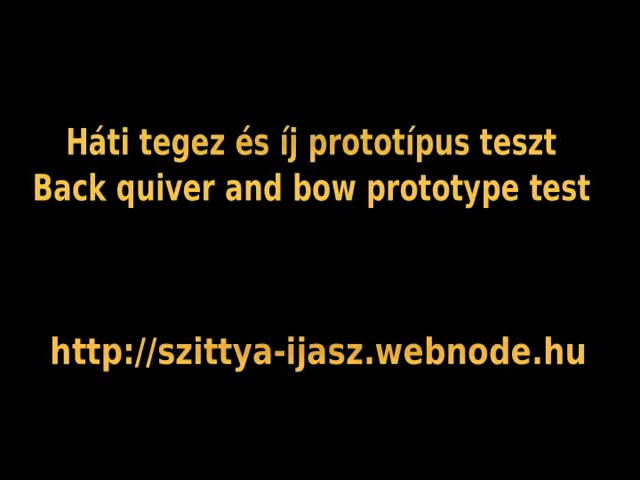 Háti tegez és íj prototípus teszt
Back quiver and bow prototype test
http://szittya-ijasz.webnode.hu